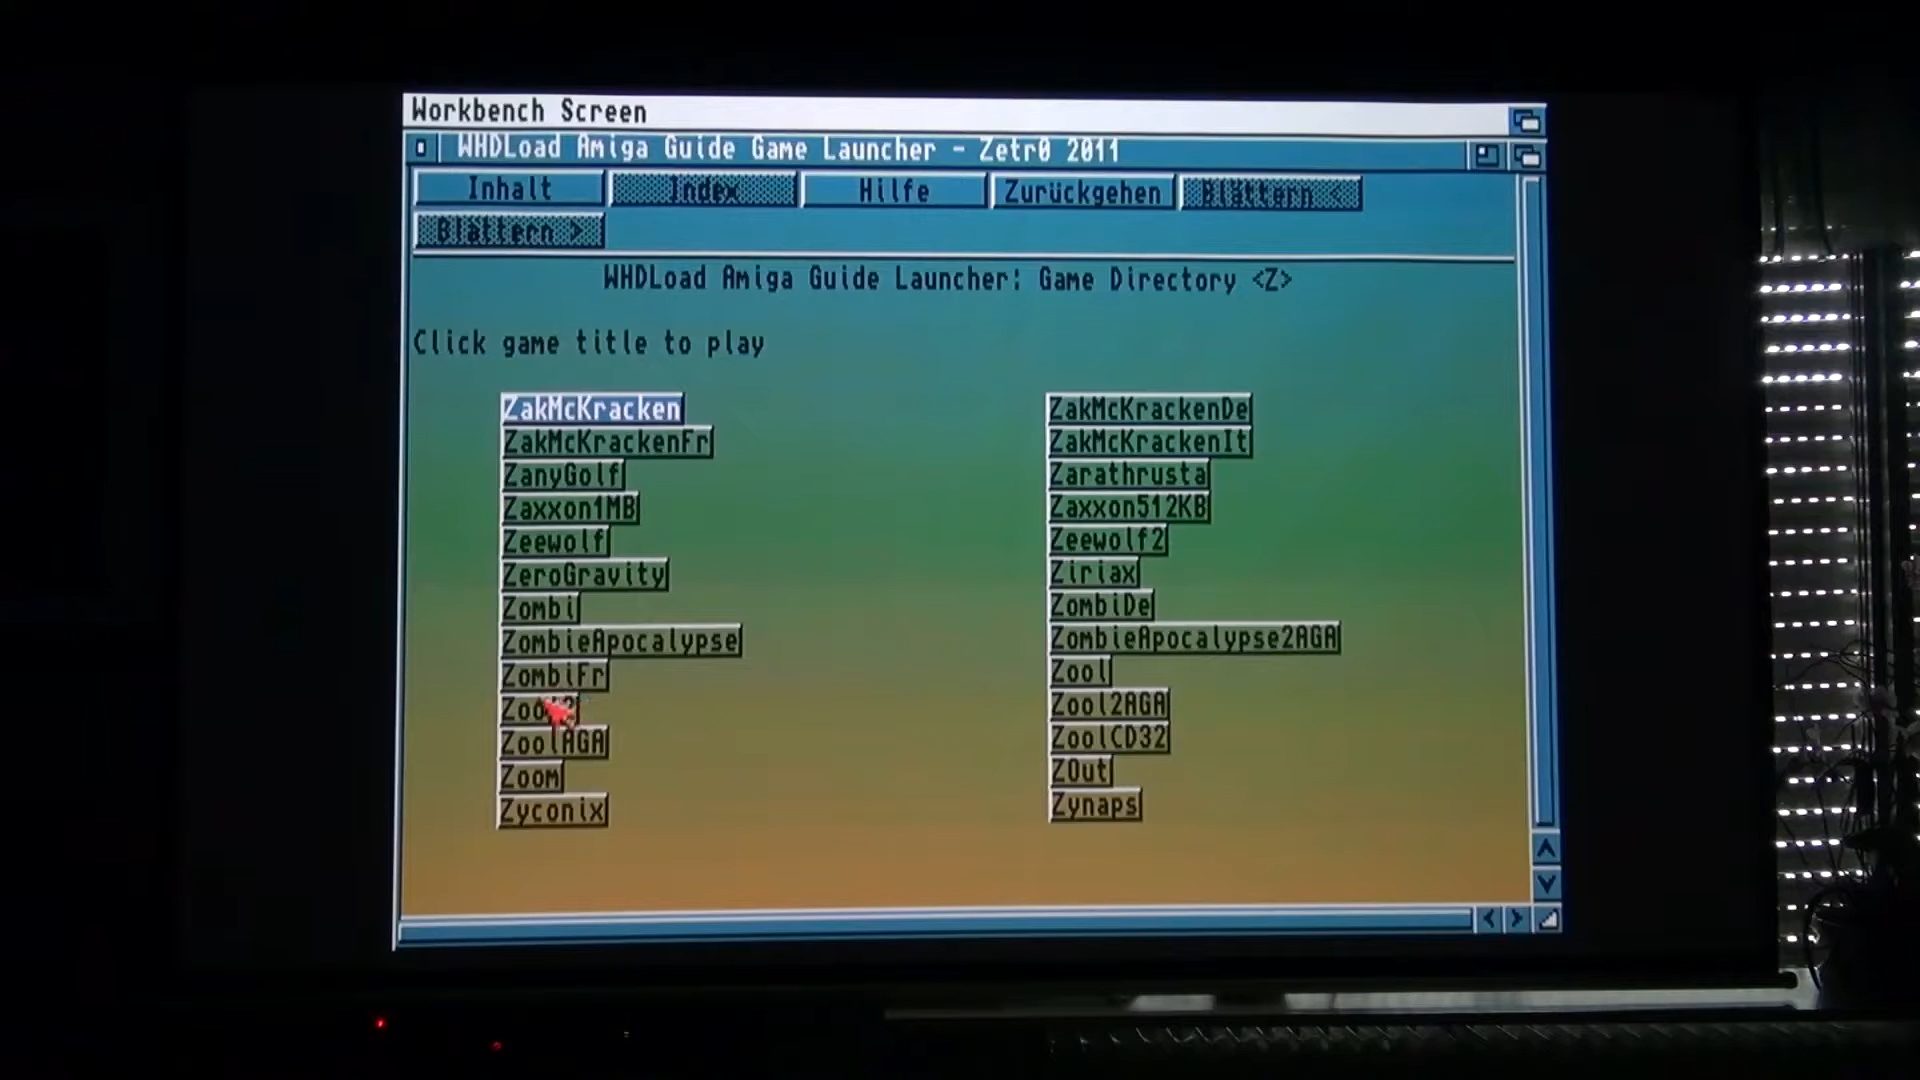 Workbench Screen
WHDLoad Amiga Guide Game Launcher - Zetr0 2011
Inhalt Index Hilfe Zurückgehen Blättern <
Blättern >
WHDLoad Amiga Guide Launcher: Game Directory <Z>
Click game title to play
ZakMcKracken ZakMcKrackenDe
ZakMcKrackenFr ZakMcKrackenIt
ZanyGolf Zarathrusta
Zaxxon1MB Zaxxon512KB
Zeewolf Zeewolf2
ZeroGravity Ziriax
Zombi ZombiDe
ZombieApocalypse ZombieApocalypse2AGA
ZombiFr Zool
Zool2AGA
ZoolAGA ZoolCD32
Zoom ZOut
Zyconix Zynaps